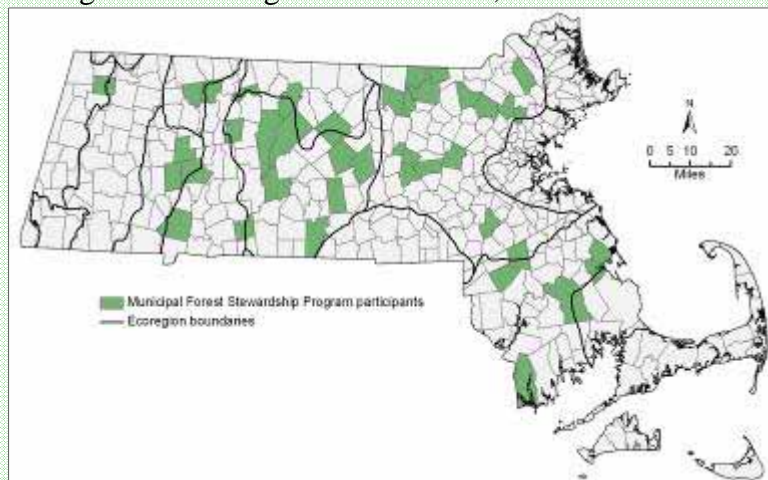 N
0 5 10 20
Miles
Municipal Forest Stewardship Program participants
Ecoregion boundaries